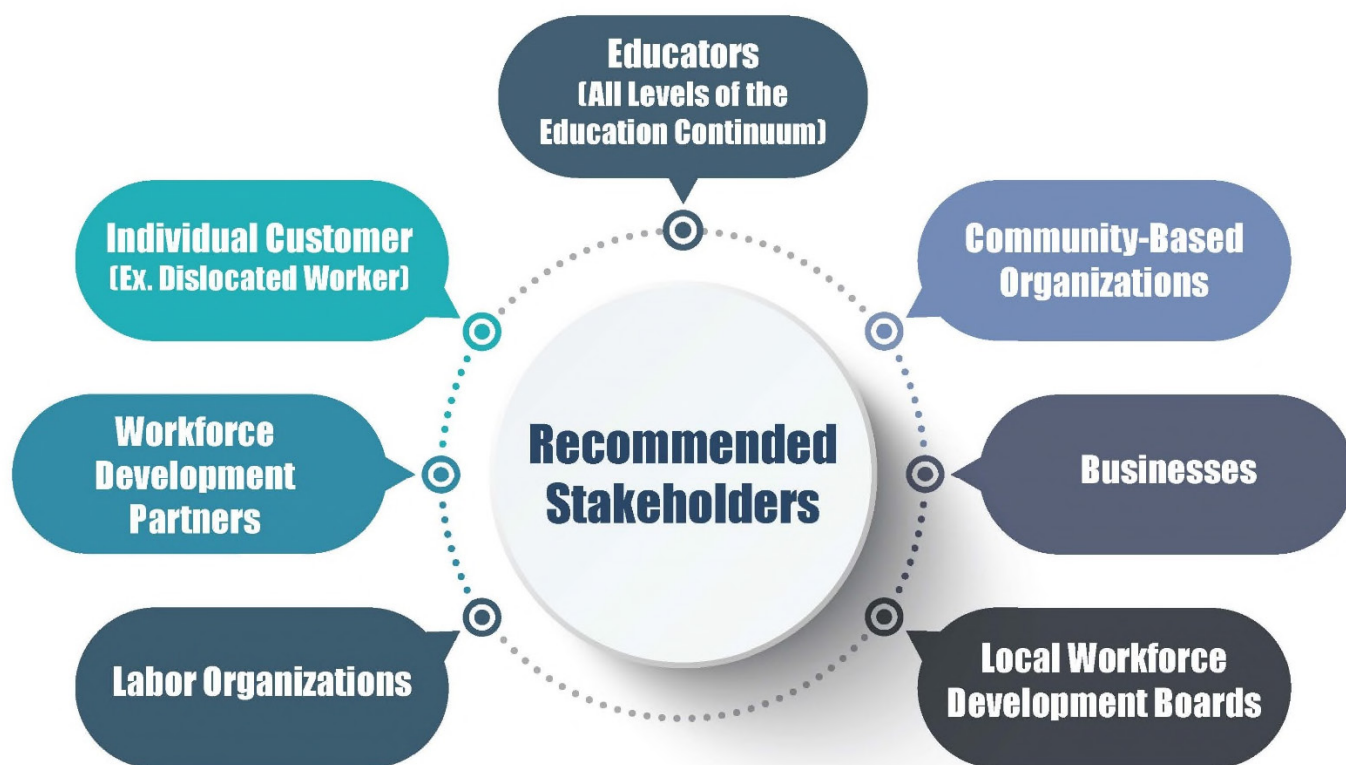 Educators
(All Levels of the
Education Continuum)
Individual Customer
(Ex. Dislocated Worker)
Community-Based
Organizations
Workforce
Development
Partners
Recommended
Stakeholders
Businesses
Labor Organizations
Local Workforce
Development Boards